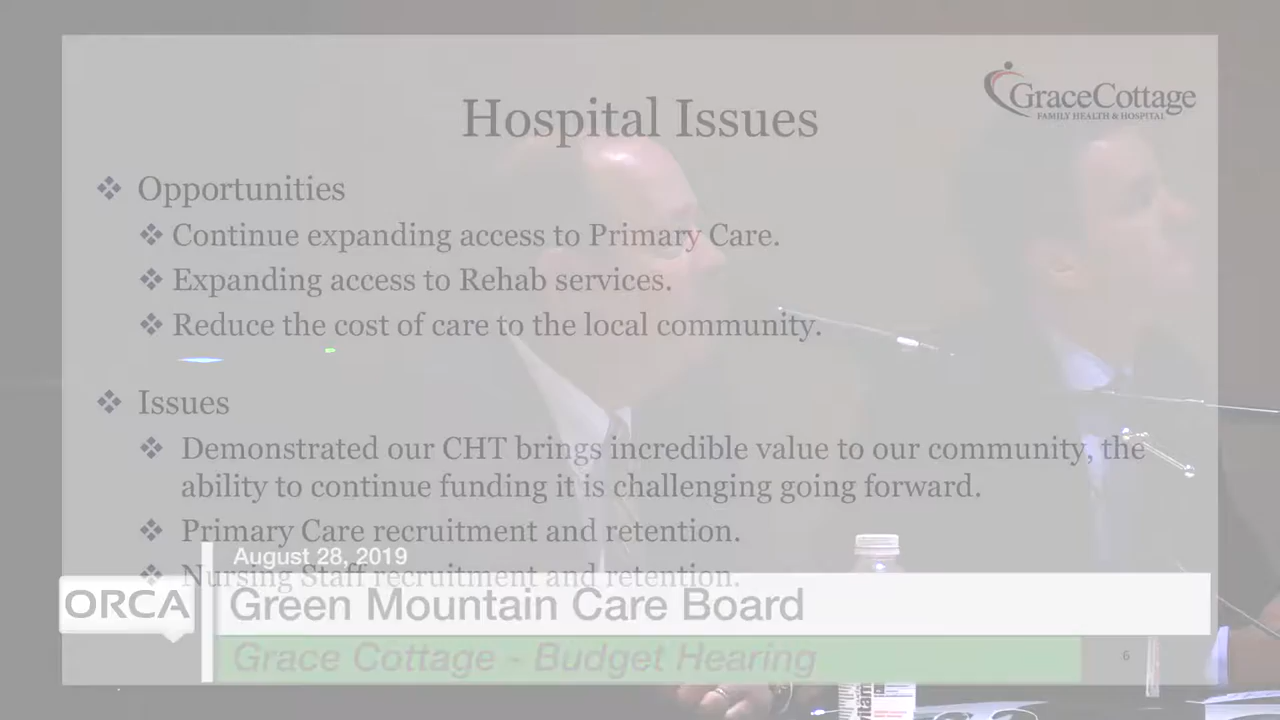 Hospital Issues
GraceCottage
FAMILY HEALTH & HOSPITAL
Opportunities
Continue expanding access to Primary Care.
Expanding access to Rehab services.
Reduce the cost of care to the local community.
Issues
Demonstrated our CHT brings incredible value to our community, the
ability to continue funding it is challenging going forward.
Primary Care recruitment and retention.
Nursing Staff recruitment and retention.
August 28, 2019
ORCA
Green Mountain Care Board
Grace Cottage - Budget Hearing
6